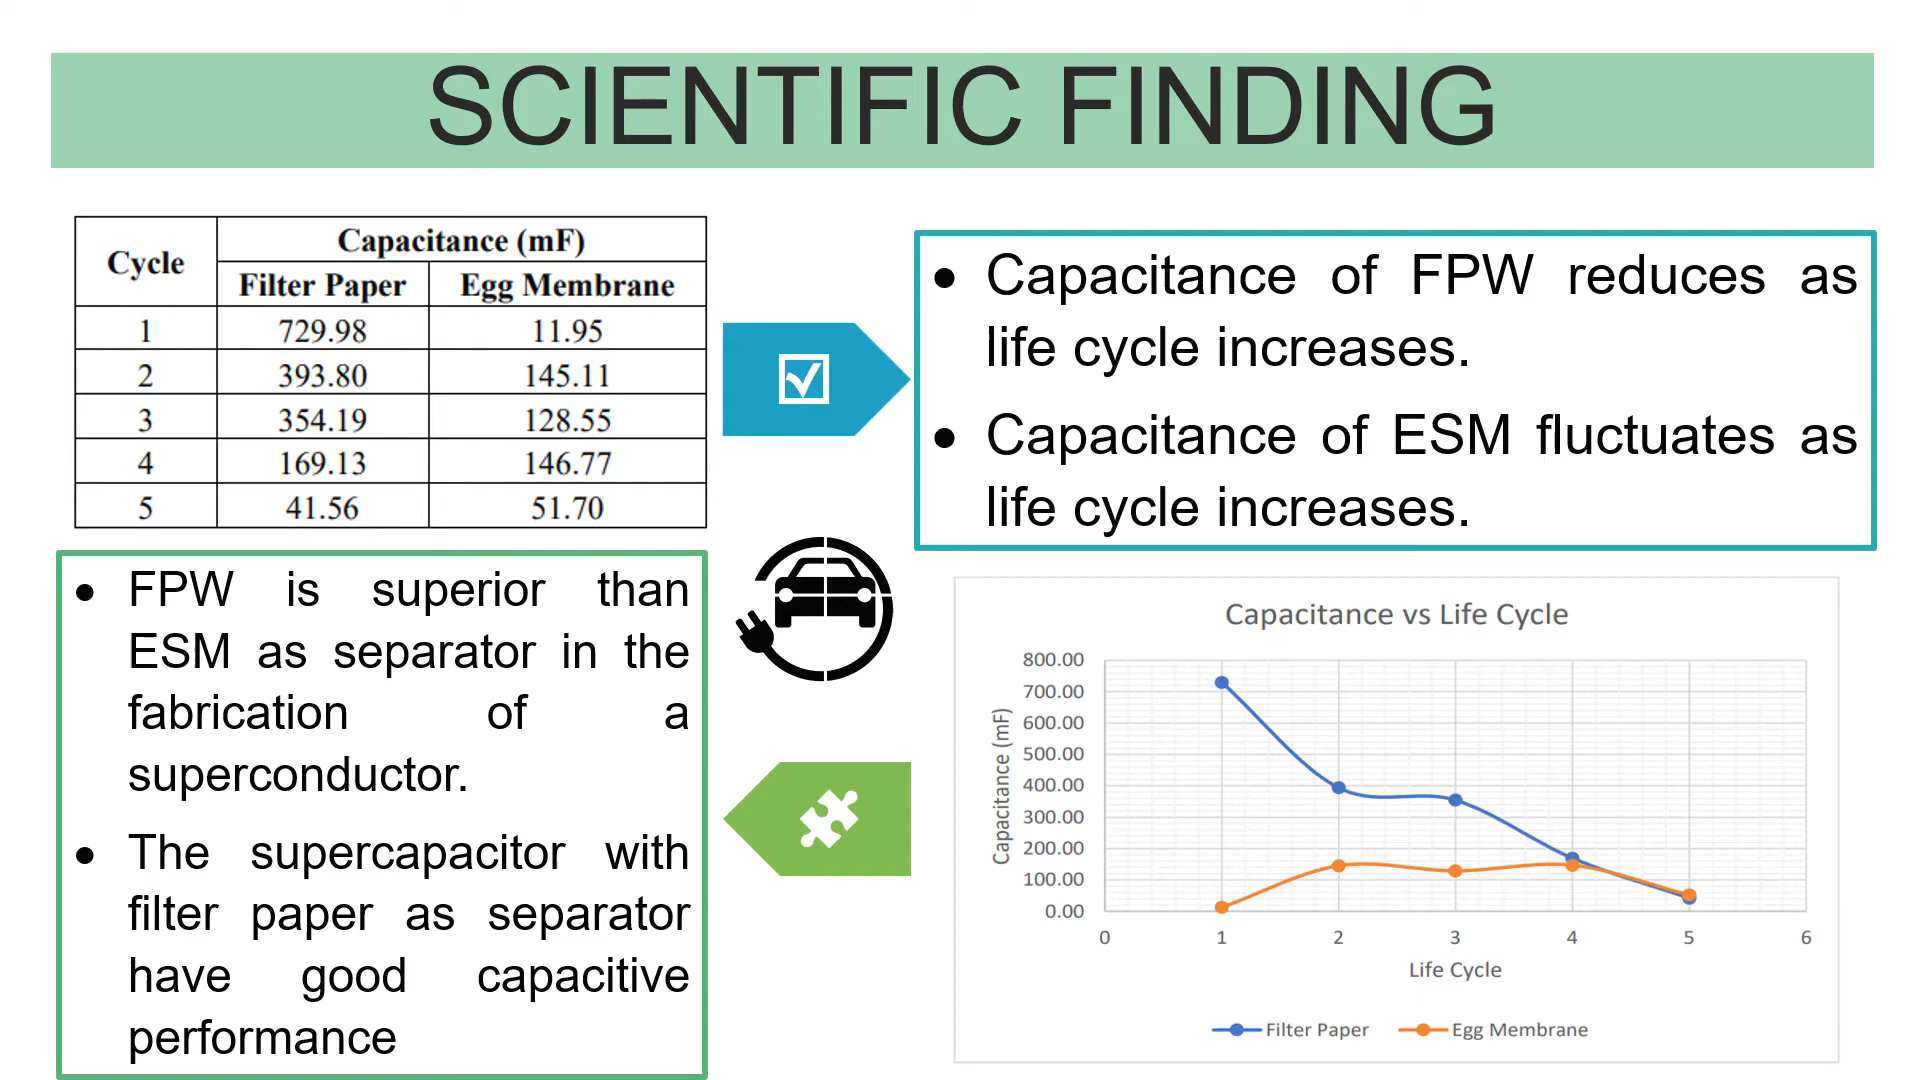 SCIENTIFIC FINDING
Cycle
Capacitance (mF)
Filter Paper Egg Membrane
1 729.98 11.95
2 393.80 145.11
3 354.19 128.55
4 169.13 146.77
5 41.56 51.70
• Capacitance of FPW reduces as
life cycle increases.
• Capacitance of ESM fluctuates as
life cycle increases.
• FPW is superior than
ESM as separator in the
fabrication of a
superconductor.
• The supercapacitor with
filter paper as separator
have good capacitive
performance
Capacitance vs Life Cycle
Capacitance (mF)
800.00
700.00
600.00
500.00
400.00
300.00
200.00
100.00
0.00
0 1 2 3 4 5 6
Life Cycle
Filter Paper Egg Membrane